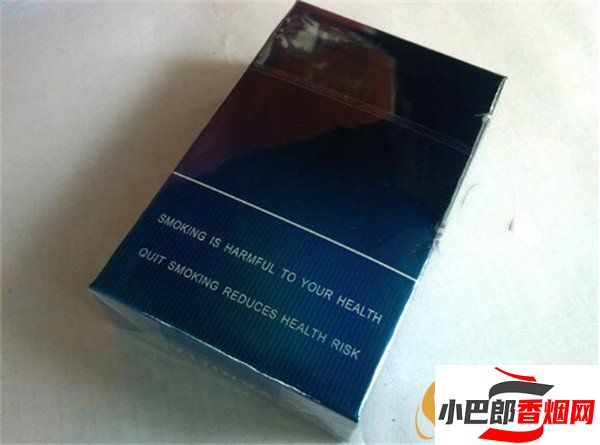 SMOKING IS HARMFUL TO YOUR HEALTH
QUIT SMOKING REDUCES HEALTH RISK
小巴郎香烟网